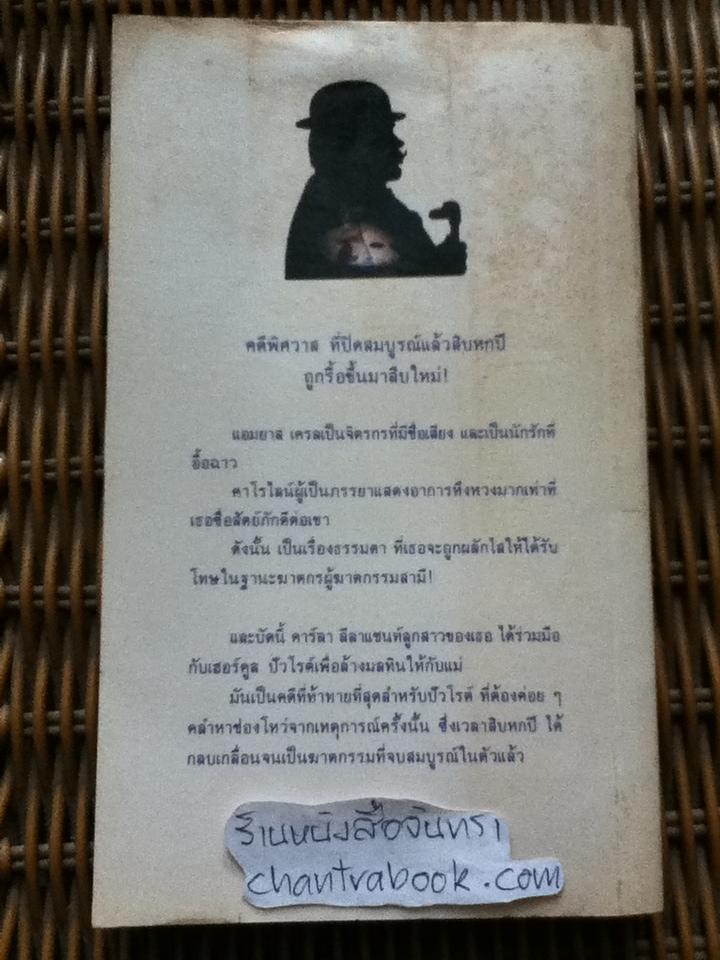 คดีพิศวาส ที่ปิดสมบูรณ์แล้วสิบหกปี
ถูกรื้อขึ้นมาสืบใหม่!
แอมยาส เครลเป็นจิตรกรที่มีชื่อเสียง และเป็นนักรักที่
อื้อฉาว
คาโรไลน์ผู้เป็นภรรยาแสดงอาการหึงหวงมากเท่าที่
เธอซื่อสัตย์ภักดีต่อเขา
ดังนั้น เป็นเรื่องธรรมดา ที่เธอจะถูกผลักไสให้ได้รับ
โทษในฐานะฆาตกรผู้ฆาตกรรมสามี!
และบัดนี้ คาร์ลา ลีลาแชนท์ลูกสาวของเธอ ได้ร่วมมือ
กับเฮอร์คูล ปัวโรต์เพื่อล้างมลทินให้กับแม่
มันเป็นคดีที่ท้าทายที่สุดสำหรับปัวโรต์ ที่ต้องค่อย ๆ
คลำหาช่องโหว่จากเหตุการณ์ครั้งนั้น ซึ่งเวลาสิบหกปี ได้
กลบเกลื่อนจนเป็นฆาตกรรมที่จบสมบูรณ์ในตัวแล้ว
ร้านหนังสือจันทรา
chantrabook.com